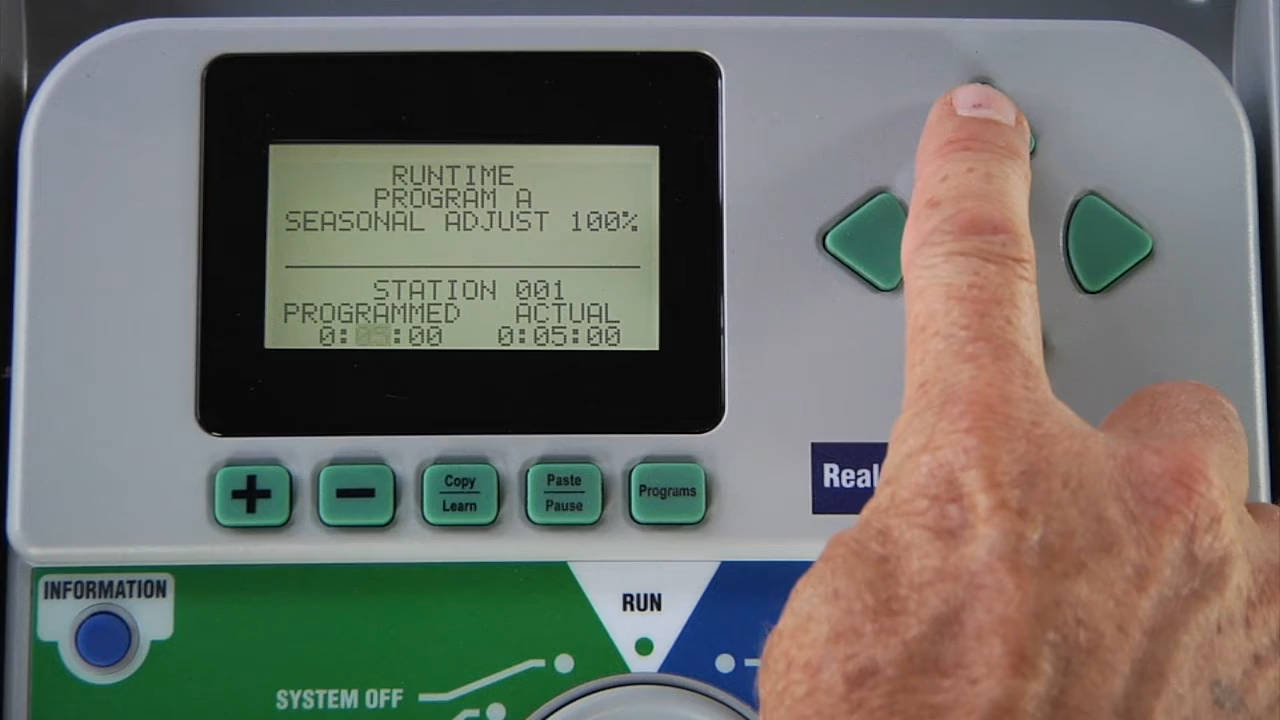 RUNTIME
PROGRAM A
SEASONAL ADJUST 100%
STATION 001
PROGRAMMED ACTUAL
0:05:00 0:05:00
+
-
Copy
Learn
Paste
Pause
Programs
Real
INFORMATION
RUN
SYSTEM OFF